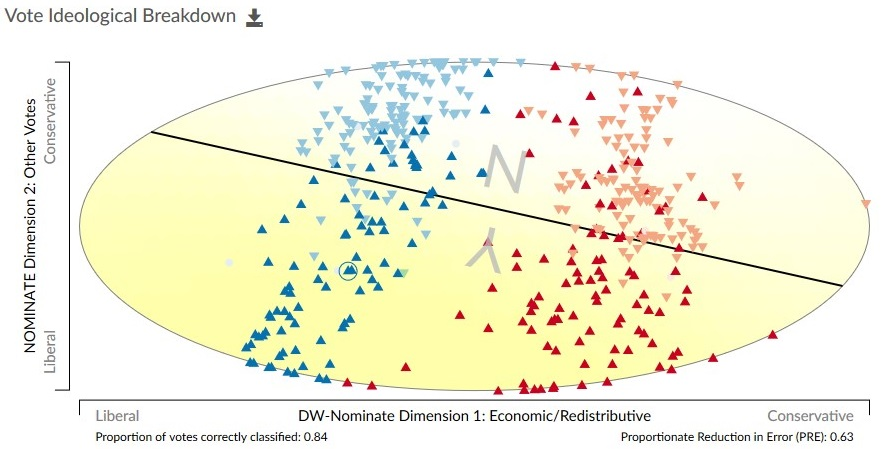 Vote Ideological Breakdown
NOMINATE Dimension 2: Other Votes
Conservative
Liberal
N
Y
Liberal
DW-Nominate Dimension 1: Economic/Redistributive
Conservative
Proportion of votes correctly classified: 0.84
Proportionate Reduction in Error (PRE): 0.63